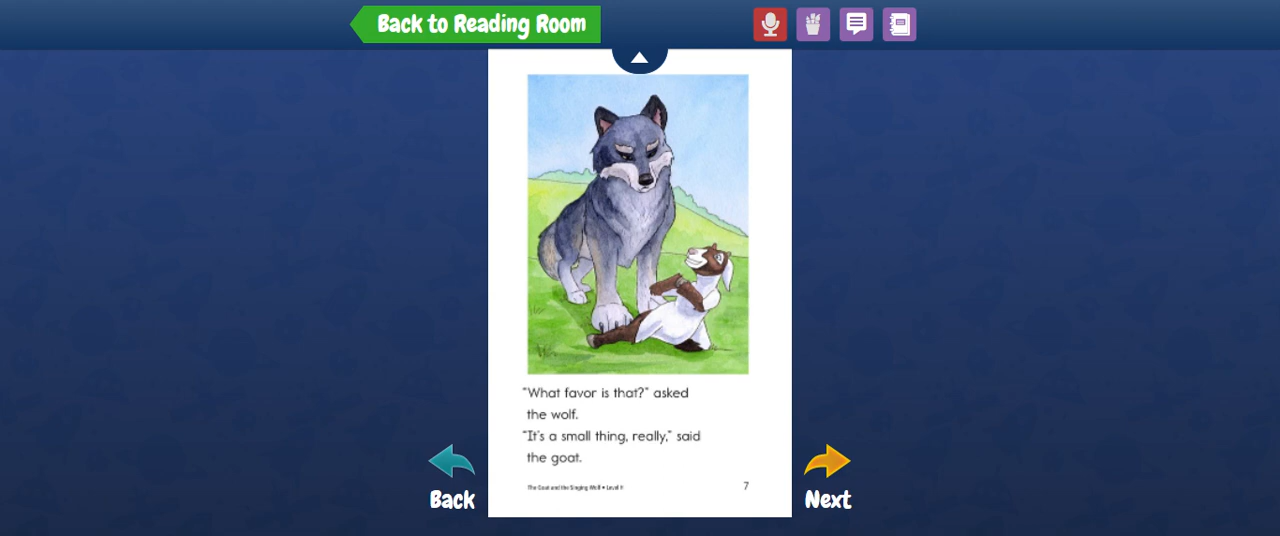 Back to Reading Room
“What favor is that?” asked
the wolf.
“It’s a small thing, really,” said
the goat.
The Goat and the Singing Wolf • Level
7
Back
Next